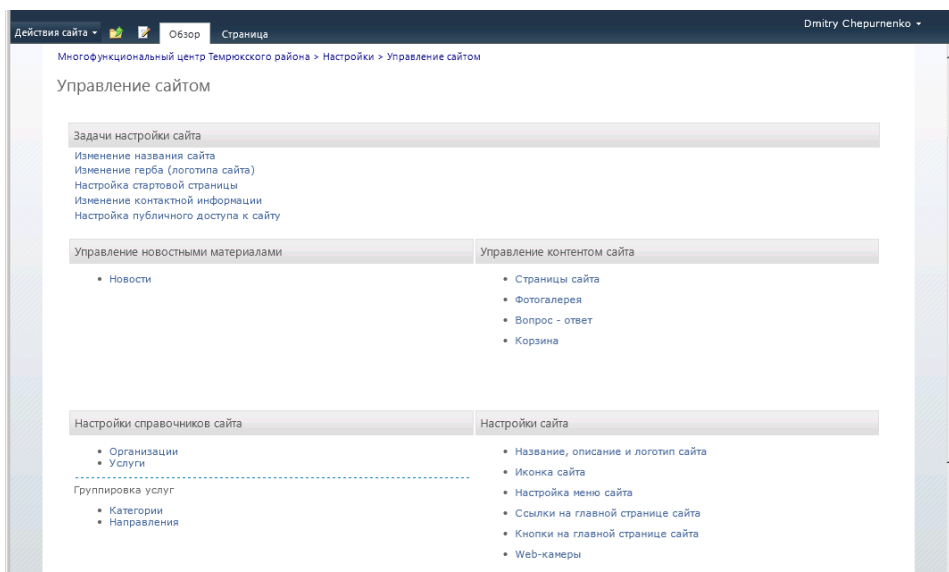 Dmitry Chepurnenko
Действия сайта
Обзор
Страница
Многофункциональный центр Темрюкского района > Настройки > Управление сайтом
Управление сайтом
Задачи настройки сайта
Изменение названия сайта
Изменение герба (логотипа сайта)
Настройка стартовой страницы
Изменение контактной информации
Настройка публичного доступа к сайту
Управление новостными материалами
• Новости
Управление контентом сайта
• Страницы сайта
• Фотогалерея
• Вопрос - ответ
• Корзина
Настройки справочников сайта
• Организации
• Услуги
Группировка услуг
• Категории
• Направления
Настройки сайта
• Название, описание и логотип сайта
• Иконка сайта
• Настройка меню сайта
• Ссылки на главной странице сайта
• Кнопки на главной странице сайта
• Web-камеры